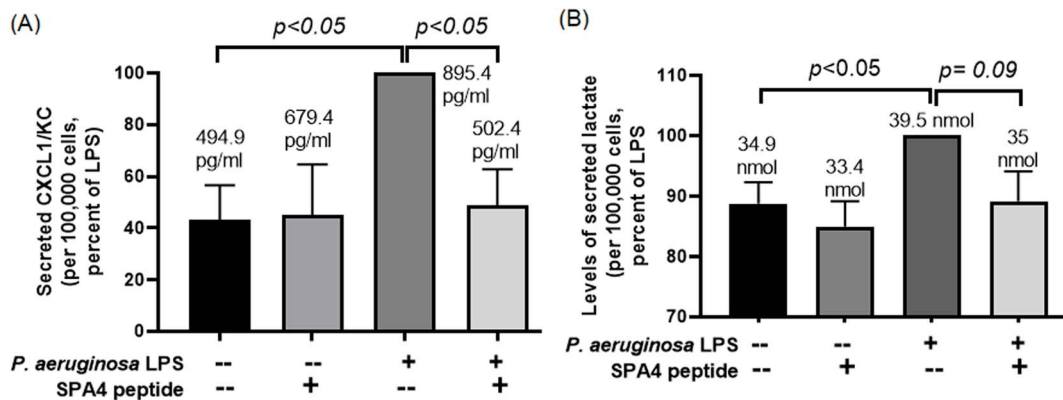 (A)
p<0.05 p<0.05
Secreted CXCL1/KC
(per 100,000 cells,
percent of LPS)
100
80
60
40
20
0
494.9
pg/ml
679.4
pg/ml
895.4
pg/ml
502.4
pg/ml
P. aeruginosa LPS -- -- + +
SPA4 peptide -- + -- +
(B)
p<0.05 p= 0.09
Levels of secreted lactate
(per 100,000 cells,
percent of LPS)
110
100
90
80
70
34.9
nmol
33.4
nmol
39.5 nmol
35
nmol
P. aeruginosa LPS -- -- + +
SPA4 peptide -- + -- +